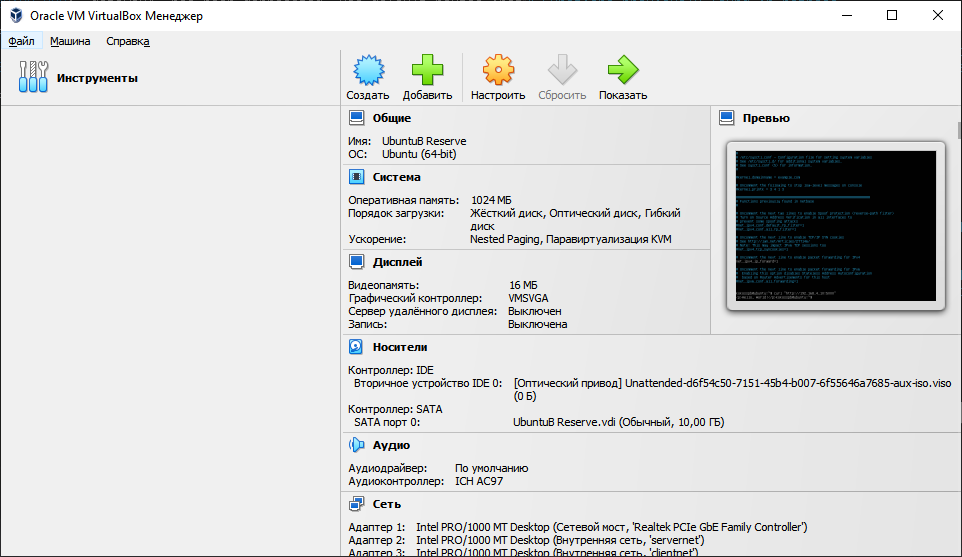 Oracle VM VirtualBox Менеджер
Файл Машина Справка
Инструменты
Создать Добавить Настроить Сбросить Показать
Общие
Имя: UbuntuB Reserve
ОС: Ubuntu (64-bit)
Система
Оперативная память: 1024 МБ
Порядок загрузки: Жёсткий диск, Оптический диск, Гибкий
диск
Ускорение: Nested Paging, Паравиртуализация KVM
Дисплей
Видеопамять: 16 МБ
Графический контроллер: VMSVGA
Сервер удалённого дисплея: Выключен
Запись: Выключена
Превью
Носители
Контроллер: IDE
Вторичное устройство IDE 0: [Оптический привод] Unattended-d6f54c50-7151-45b4-b007-6f55646a7685-aux-iso.viso
(0 Б)
Контроллер: SATA
SATA порт 0: UbuntuB Reserve.vdi (Обычный, 10,00 ГБ)
Аудио
Аудиодрайвер: По умолчанию
Аудиоконтроллер: ICH AC97
Сеть
Адаптер 1: Intel PRO/1000 MT Desktop (Сетевой мост, 'Realtek PCIe GbE Family Controller')
Адаптер 2: Intel PRO/1000 MT Desktop (Внутренняя сеть, 'servernet')
Адаптер 3: Intel PRO/1000 MT Desktop (Внутренняя сеть, 'clientnet')